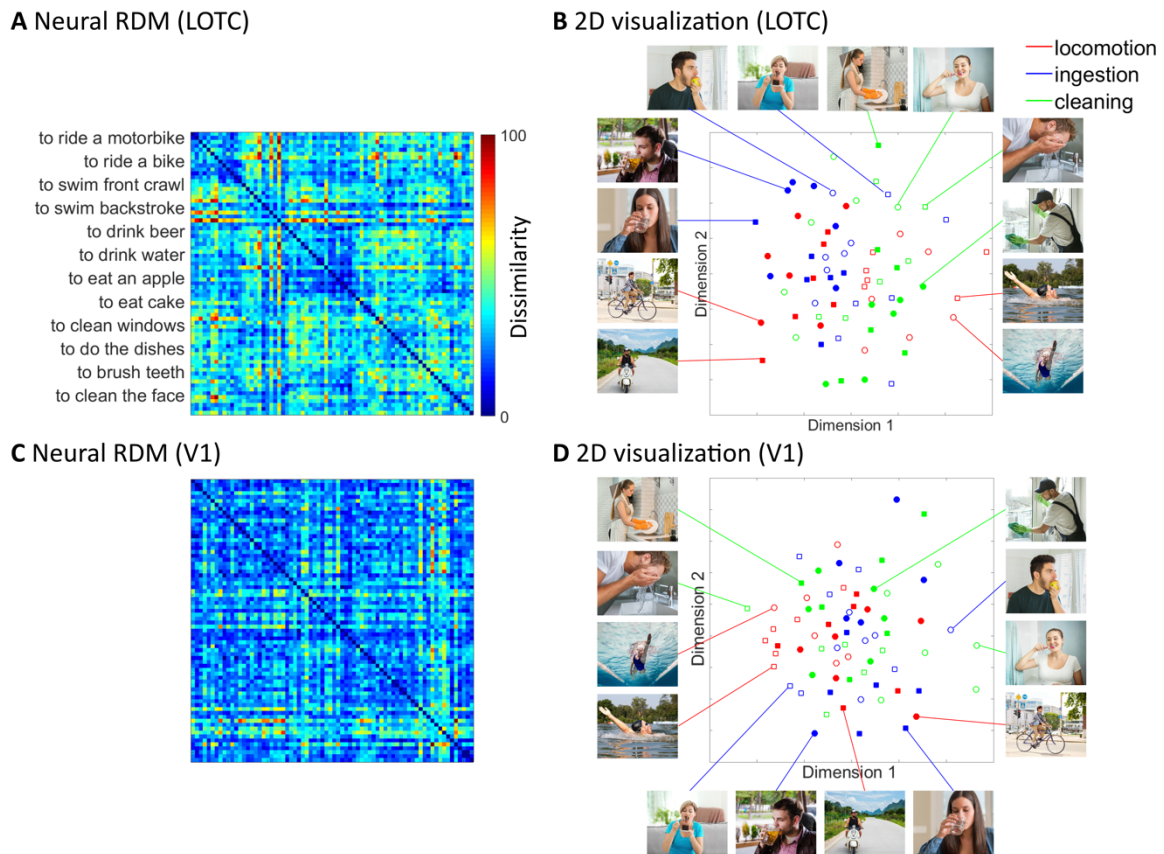 A Neural RDM (LOTC)
B 2D visualization (LOTC)
locomotion
ingestion
cleaning
to ride a motorbike
to ride a bike
to swim front crawl
to swim backstroke
to drink beer
to drink water
to eat an apple
to eat cake
to clean windows
to do the dishes
to brush teeth
to clean the face
100
Dissimilarity
0
Dimension 2
Dimension 1
C Neural RDM (V1)
D 2D visualization (V1)
Dimension 2
Dimension 1